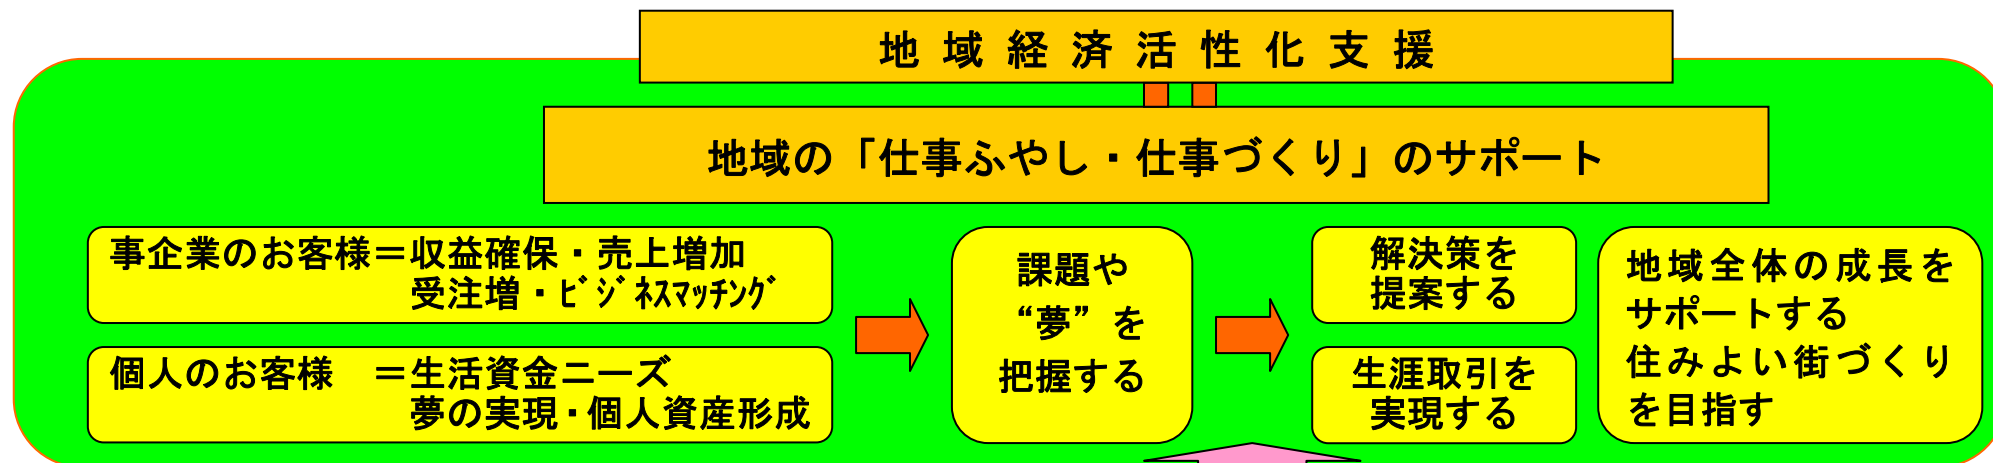 地域経済活性化支援
地域の「仕事ふやし・仕事づくり」のサポート
事企業のお客様＝収益確保・売上増加
受注増・ﾋﾞｼﾞﾈｽﾏｯﾁﾝｸﾞ
個人のお客様　＝生活資金ニーズ
夢の実現・個人資産形成
課題や
“夢”を
把握する
解決策を
提案する
生涯取引を
実現する
地域全体の成長を
サポートする
住みよい街づくり
を目指す